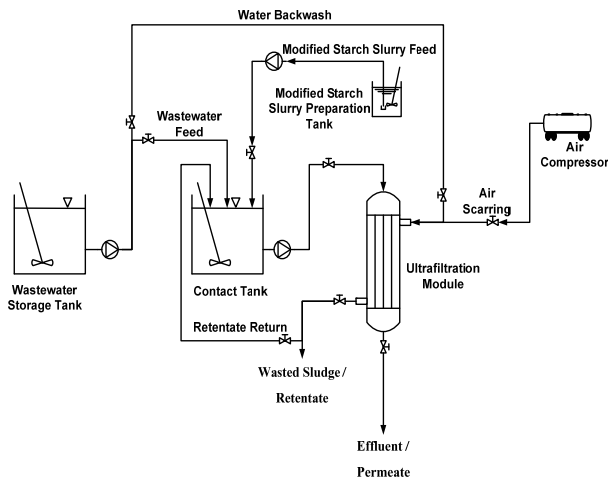 Water Backwash
Modified Starch Slurry Feed
Modified Starch
Slurry Preparation
Tank
Wastewater
Feed
Air
Compressor
Air
Scarring
Ultrafiltration
Module
Wastewater
Storage Tank
Contact Tank
Retentate Return
Wasted Sludge /
Retentate
Effluent /
Permeate